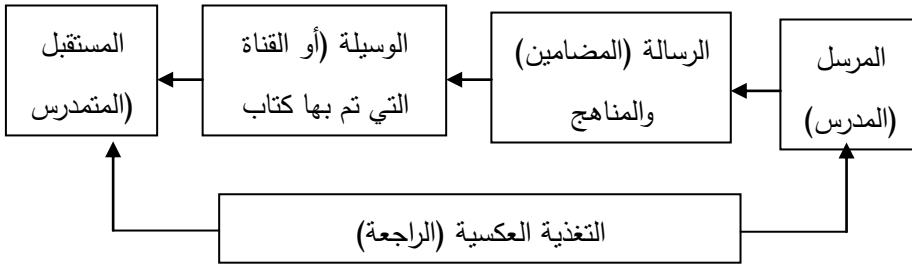 المرسل
(المدرس)
الرسالة (المضامين)
والمناهج
الوسيلة (أو القناة
التي تم بها كتاب
المستقبل
(المتمدرس
التغذية العكسية (الراجعة)